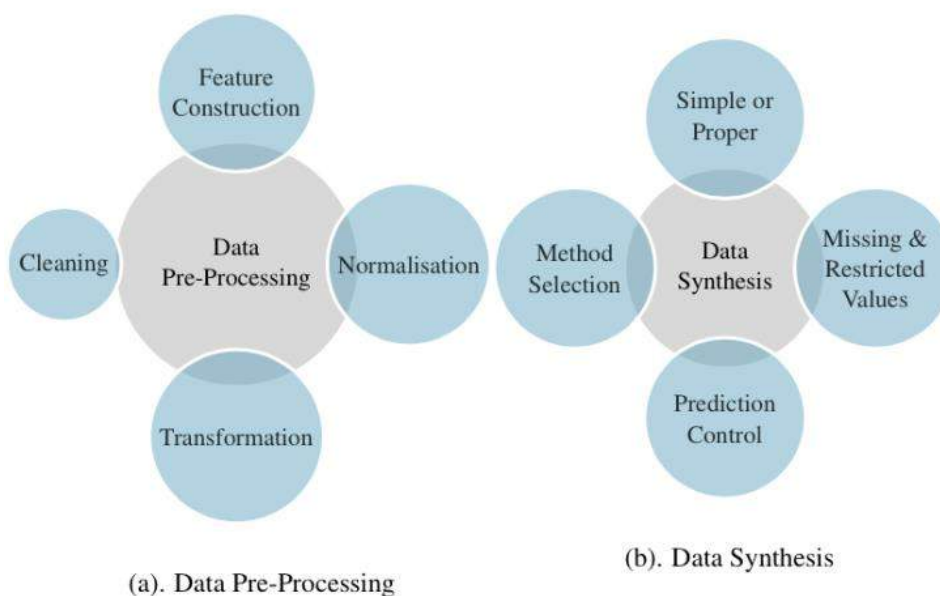 Feature
Construction
Cleaning
Data
Pre-Processing
Normalisation
Transformation
(a). Data Pre-Processing
Simple or
Proper
Method
Selection
Data
Synthesis
Missing &
Restricted
Values
Prediction
Control
(b). Data Synthesis